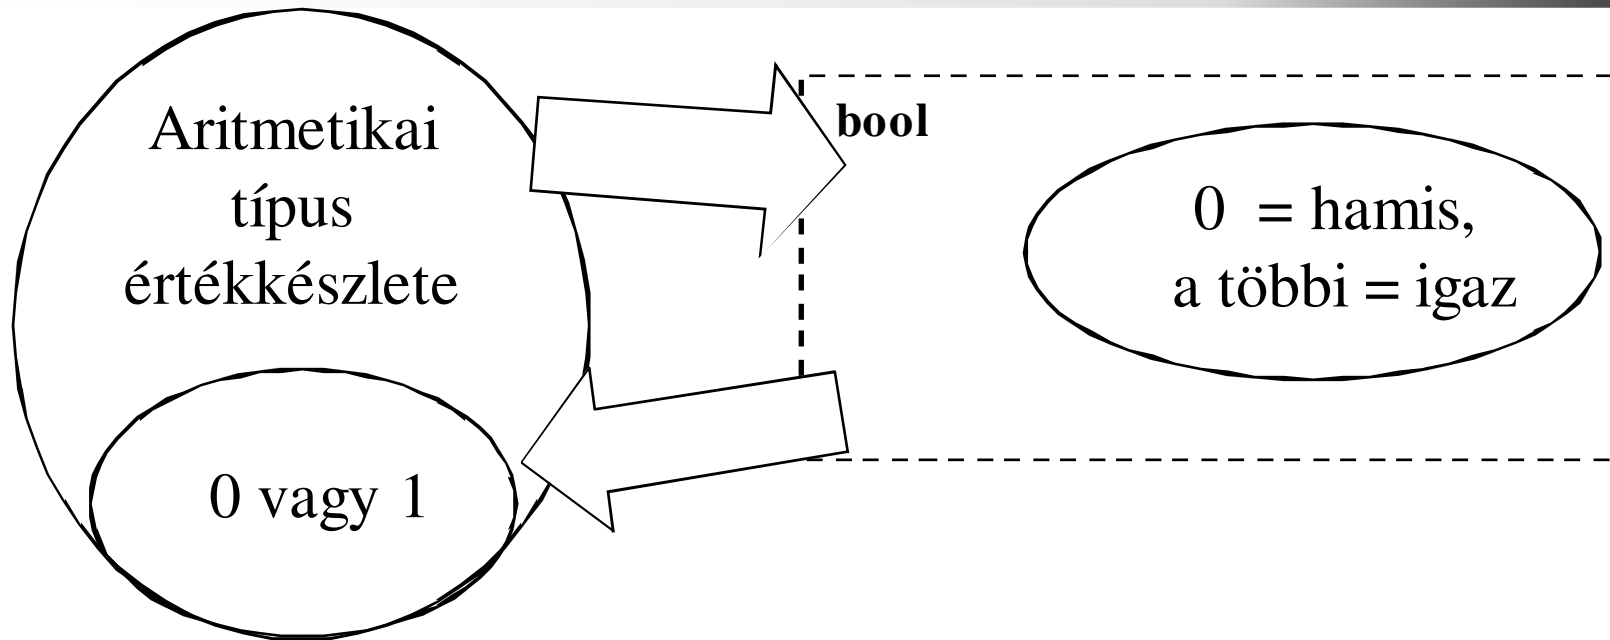 Aritmetikai
típus
értékkészlete
0 vagy 1
bool
0 = hamis,
a többi = igaz